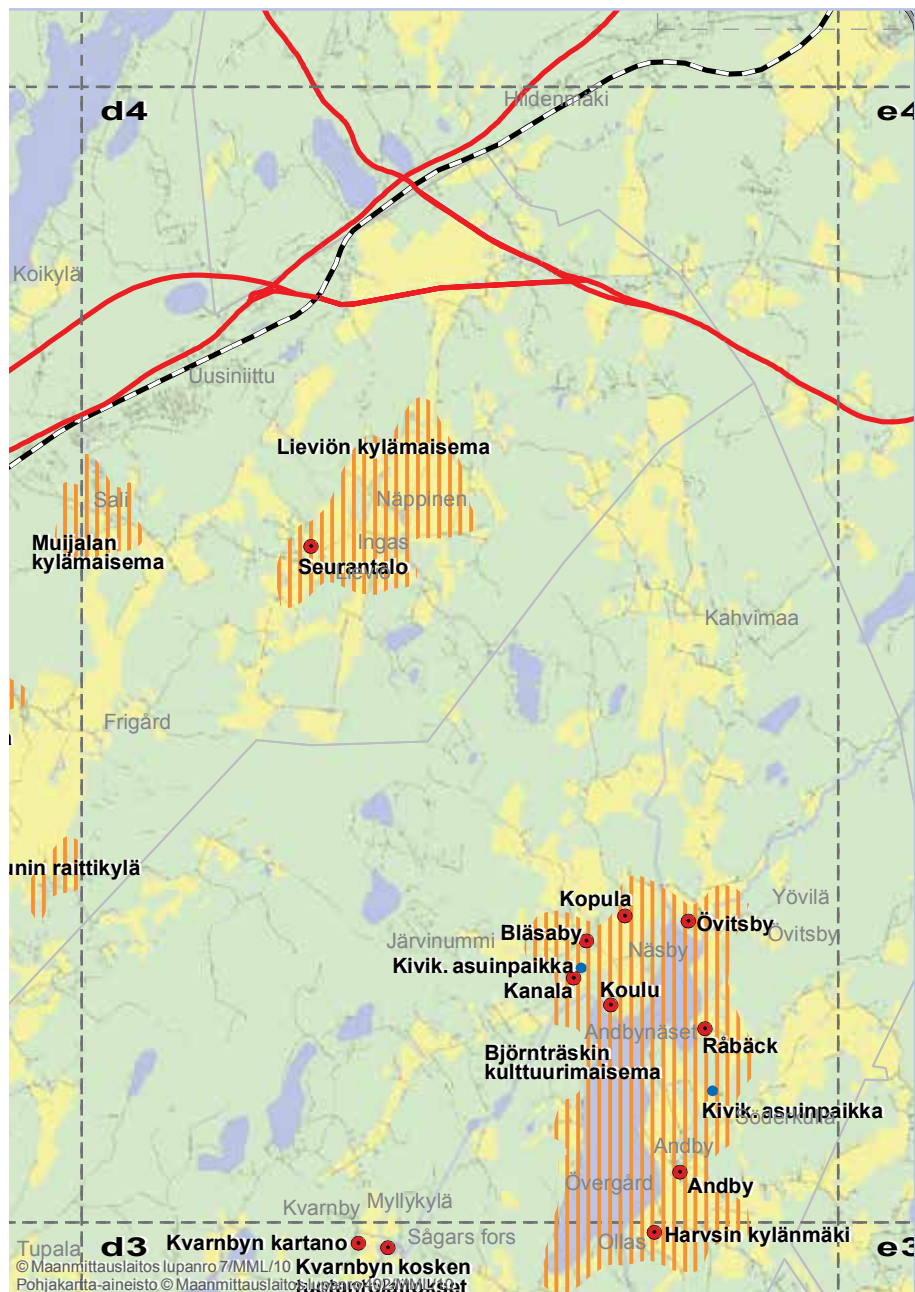 Hiidenmäki
d4
e4
Koikylä
Uusiniittu
Lieviön kylämaisema
Sali
Näppinen
Muijalan
kylämaisema
Ingas
Seurantalo
Lieviö
Kahvimaa
Frigård
unin raittikylä
Kopula
Yövilä
Övitsby
Övitsby
Bläsaby
Järvinummi
Näsby
Kivik. asuinpaikka
Kanala
Koulu
Andbynäset
Råbäck
Björnträskin
kulttuurimaisema
Kivik. asuinpaikka
Söderkulla
Andby
Övergård
Andby
Kvarnby
Myllykylä
Sågars fors
Ollas
Harvsin kylänmäki
Tupala
d3
Kvarnbyn kartano
e3
Kvarnbyn kosken
© Maanmittauslaitos lupanro 7/MML/10
Pohjakartta-aineisto © Maanmittauslaitos